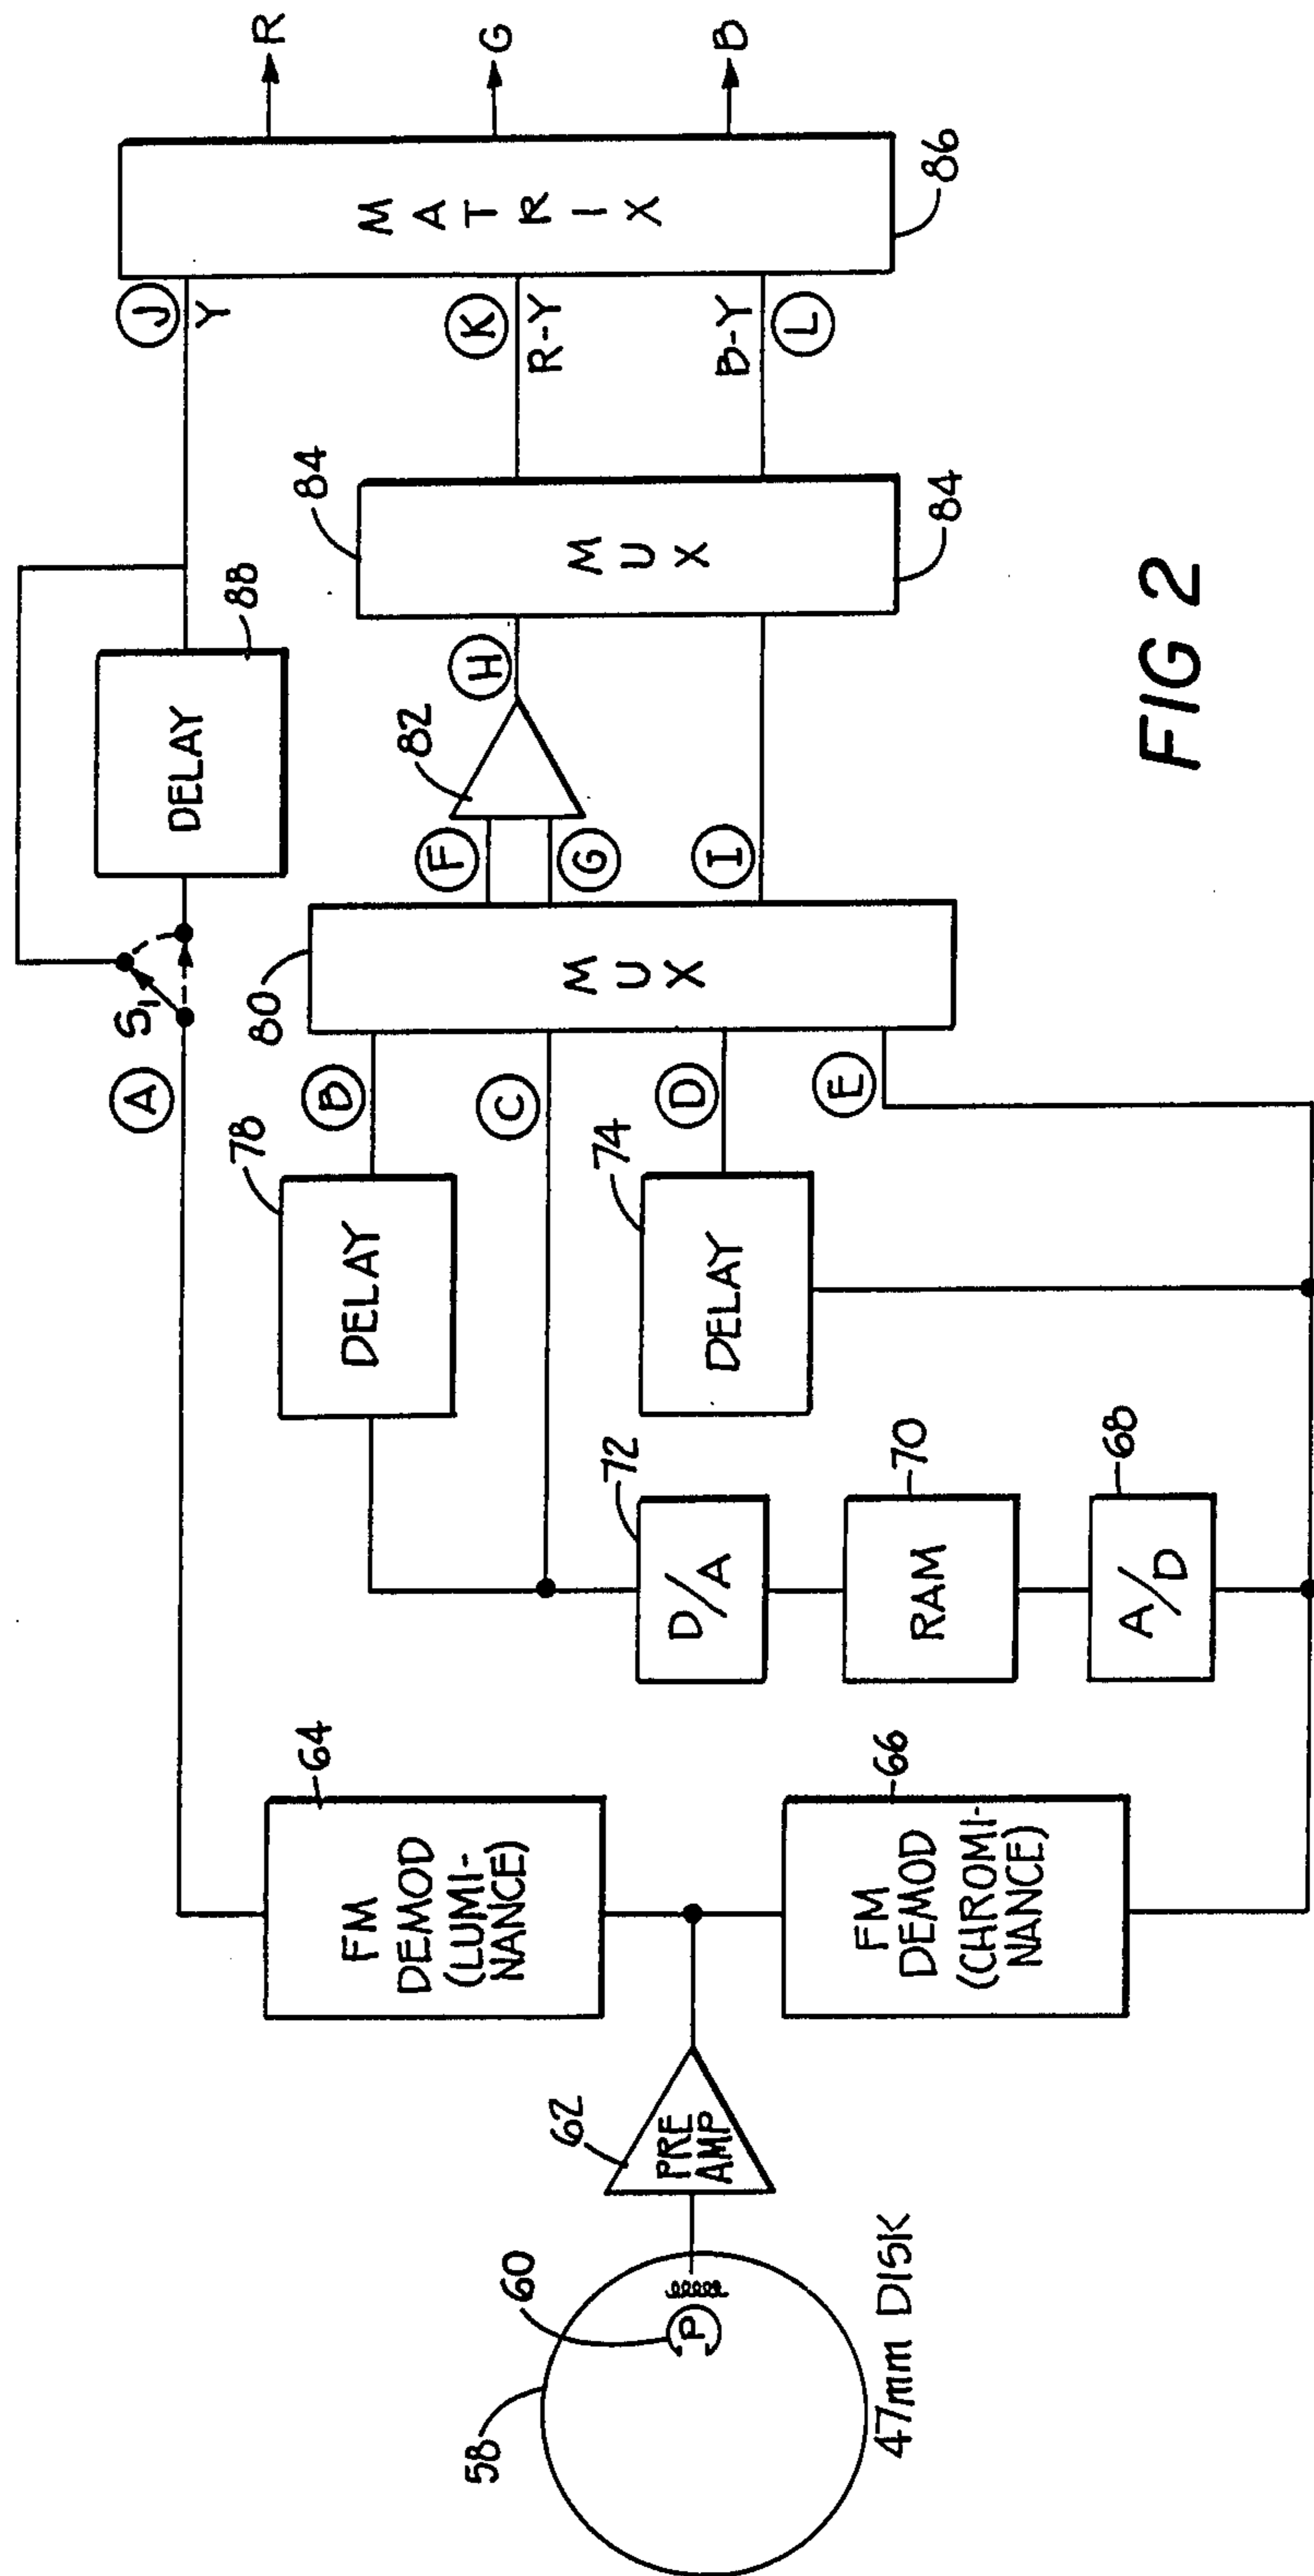 58
60
P
47mm DISK
62
PRE
AMP
64
FM
DEMOD
(LUMI-
NANCE)
66
FM
DEMOD
(CHROMI-
NANCE)
72
D/A
70
RAM
68
A/D
78
DELAY
74
DELAY
A
B
C
D
E
S1
80
MUX
88
DELAY
F
G
I
82
H
84
MUX
84
J
Y
K
R-Y
B-Y
L
MATRIX
86
R
G
B
FIG 2